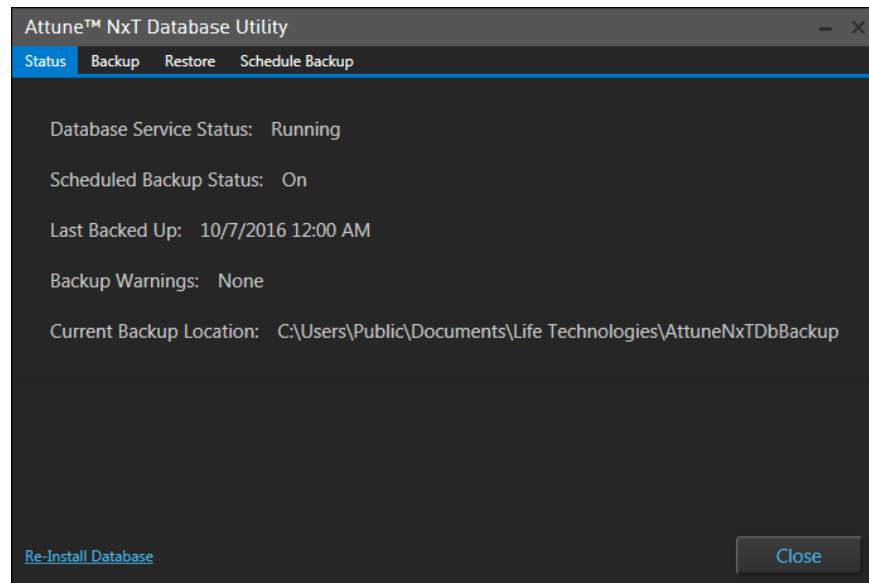 Attune™ NxT Database Utility
Status Backup Restore Schedule Backup
Database Service Status: Running
Scheduled Backup Status: On
Last Backed Up: 10/7/2016 12:00 AM
Backup Warnings: None
Current Backup Location: C:\Users\Public\Documents\Life Technologies\AttuneNxTDbBackup
Re-Install Database
Close